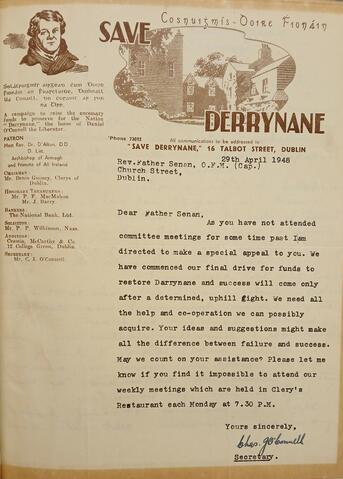 SAVE
Cosnuigmís - Doire Fionáin
DERRYNANE
A campaign to raise the necessary
funds to preserve for the Nation
"Derrynane," the home of Daniel
O'Connell the Liberator.
PATRON
Most Rev. Dr. D'Alton, D.D.
D. Litt.
Archbishop of Armagh
and Primate of All Ireland
CHAIRMAN:
Mr. Denis Guiney, Clerys of
Dublin.
HONORARY TREASURERS:
Mr. P. F. MacMahon
Mr. J. Barry.
BANKERS:
The National Bank, Ltd.
SOLICITOR:
Mr. P. P. Wilkinson, Naas.
AUDITORS:
McCarthy & Co.
12 College Green, Dublin.
SECRETARY:
Mr. C. J. O'Connell.
'Phone 73012
All communications to be addressed to
"SAVE DERRYNANE," 16 TALBOT STREET, DUBLIN
29th April 1948
Rev. Father Senan, O.F.M. (Cap.)
Church Street,
Dublin.
Dear Father Senan,
As you have not attended
committee meetings for some time past I am
directed to make a special appeal to you. We
have commenced our final drive for funds to
restore Darrynane and success will come only
after a determined, uphill fight. We need all
the help and co-operation we can possibly
acquire. Your ideas and suggestions might make
all the difference between failure and success.
May we count on your assistance? Please let me
know if you find it impossible to attend our
weekly meetings which are held in Clery's
Restaurant each Monday at 7.30 P.M.
Yours sincerely,
Chas. J O'Connell
Secretary.